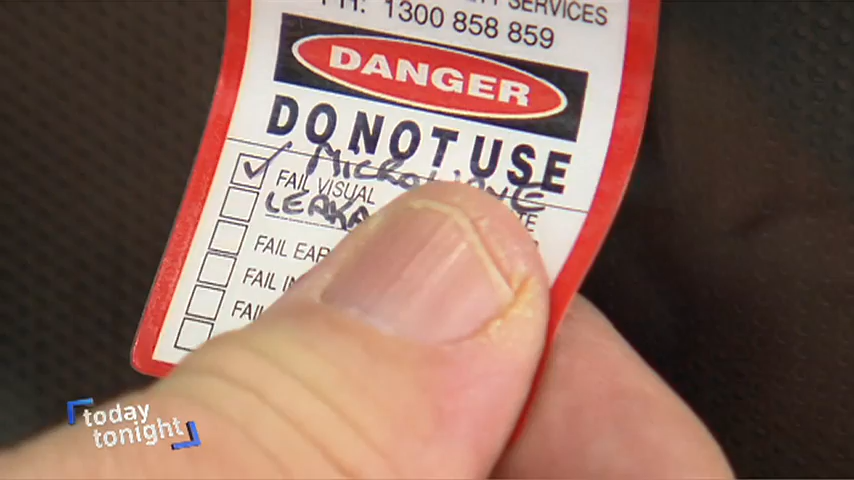 SERVICES
PH: 1300 858 859
DANGER
DO NOT USE
MICROWAVE
FAIL VISUAL
LEAKA
FAIL EAR
FAIL IN
FAIL
today
tonight